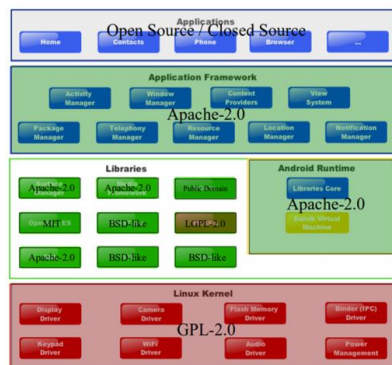 Applications
Open Source / Closed Source
Home Contacts Phone Browser ...
Application Framework
Activity Manager Window Manager Content Providers View System
Apache-2.0
Package Manager Telephony Manager Resource Manager Location Manager Notification Manager
Libraries
Android Runtime
Apache-2.0 Apache-2.0 Public Domain
Libraries Core
Apache-2.0
MIT BSD-like LGPL-2.0
Dalvik Virtual Machine
Apache-2.0 BSD-like BSD-like
Linux Kernel
Display Driver Camera Driver Flash Memory Driver Binder (IPC) Driver
GPL-2.0
Keypad Driver WiFi Driver Audio Driver Power Management